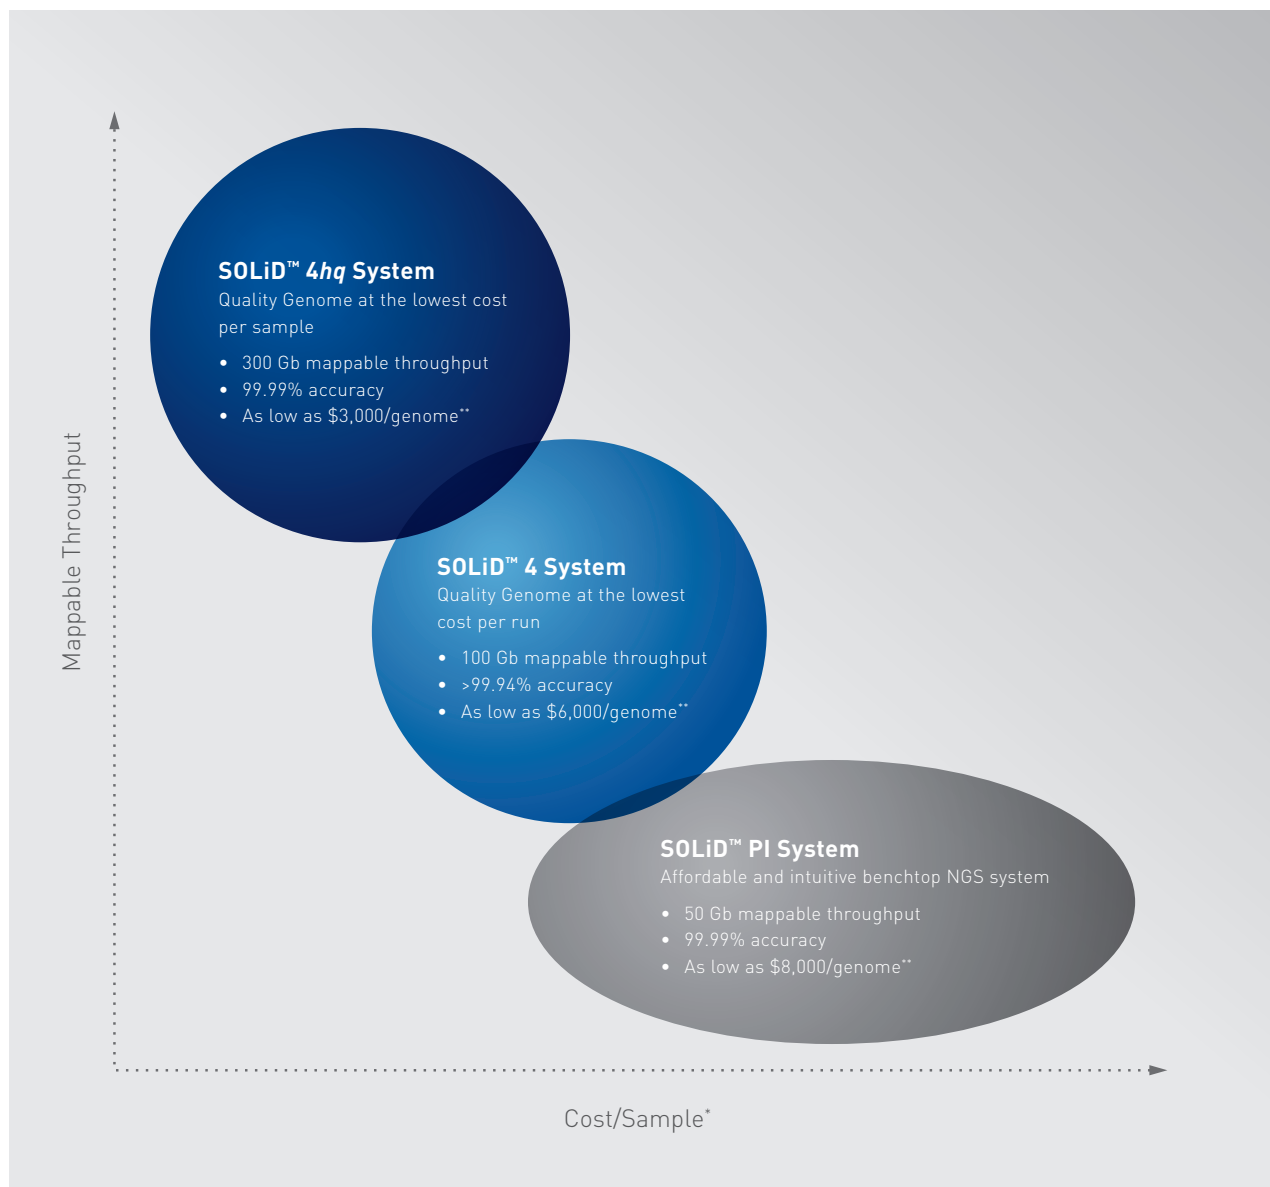 SOLiD™ 4hq System
Quality Genome at the lowest cost
per sample
• 300 Gb mappable throughput
• 99.99% accuracy
• As low as $3,000/genome**
Mappable Throughput
SOLiD™ 4 System
Quality Genome at the lowest
cost per run
• 100 Gb mappable throughput
• >99.94% accuracy
• As low as $6,000/genome**
SOLiD™ PI System
Affordable and intuitive benchtop NGS system
• 50 Gb mappable throughput
• 99.99% accuracy
• As low as $8,000/genome**
Cost/Sample*